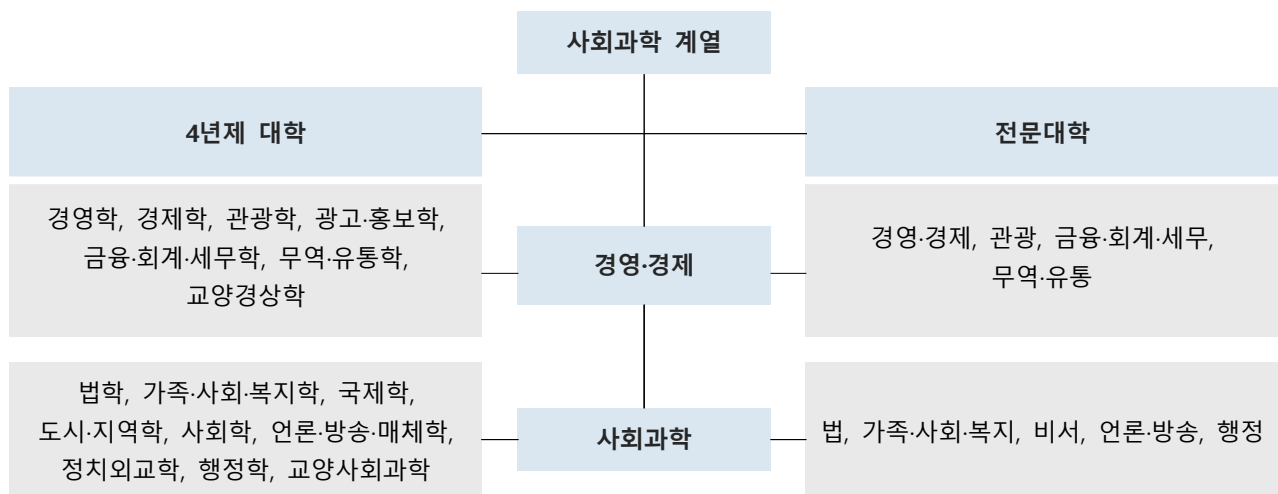 사회과학 계열
4년제 대학
전문대학
경영학, 경제학, 관광학, 광고·홍보학,
금융·회계·세무학, 무역·유통학,
교양경상학
경영·경제
경영·경제, 관광, 금융·회계·세무,
무역·유통
법학, 가족·사회·복지학, 국제학,
도시·지역학, 사회학, 언론·방송·매체학,
정치외교학, 행정학, 교양사회과학
사회과학
법, 가족·사회·복지, 비서, 언론·방송, 행정